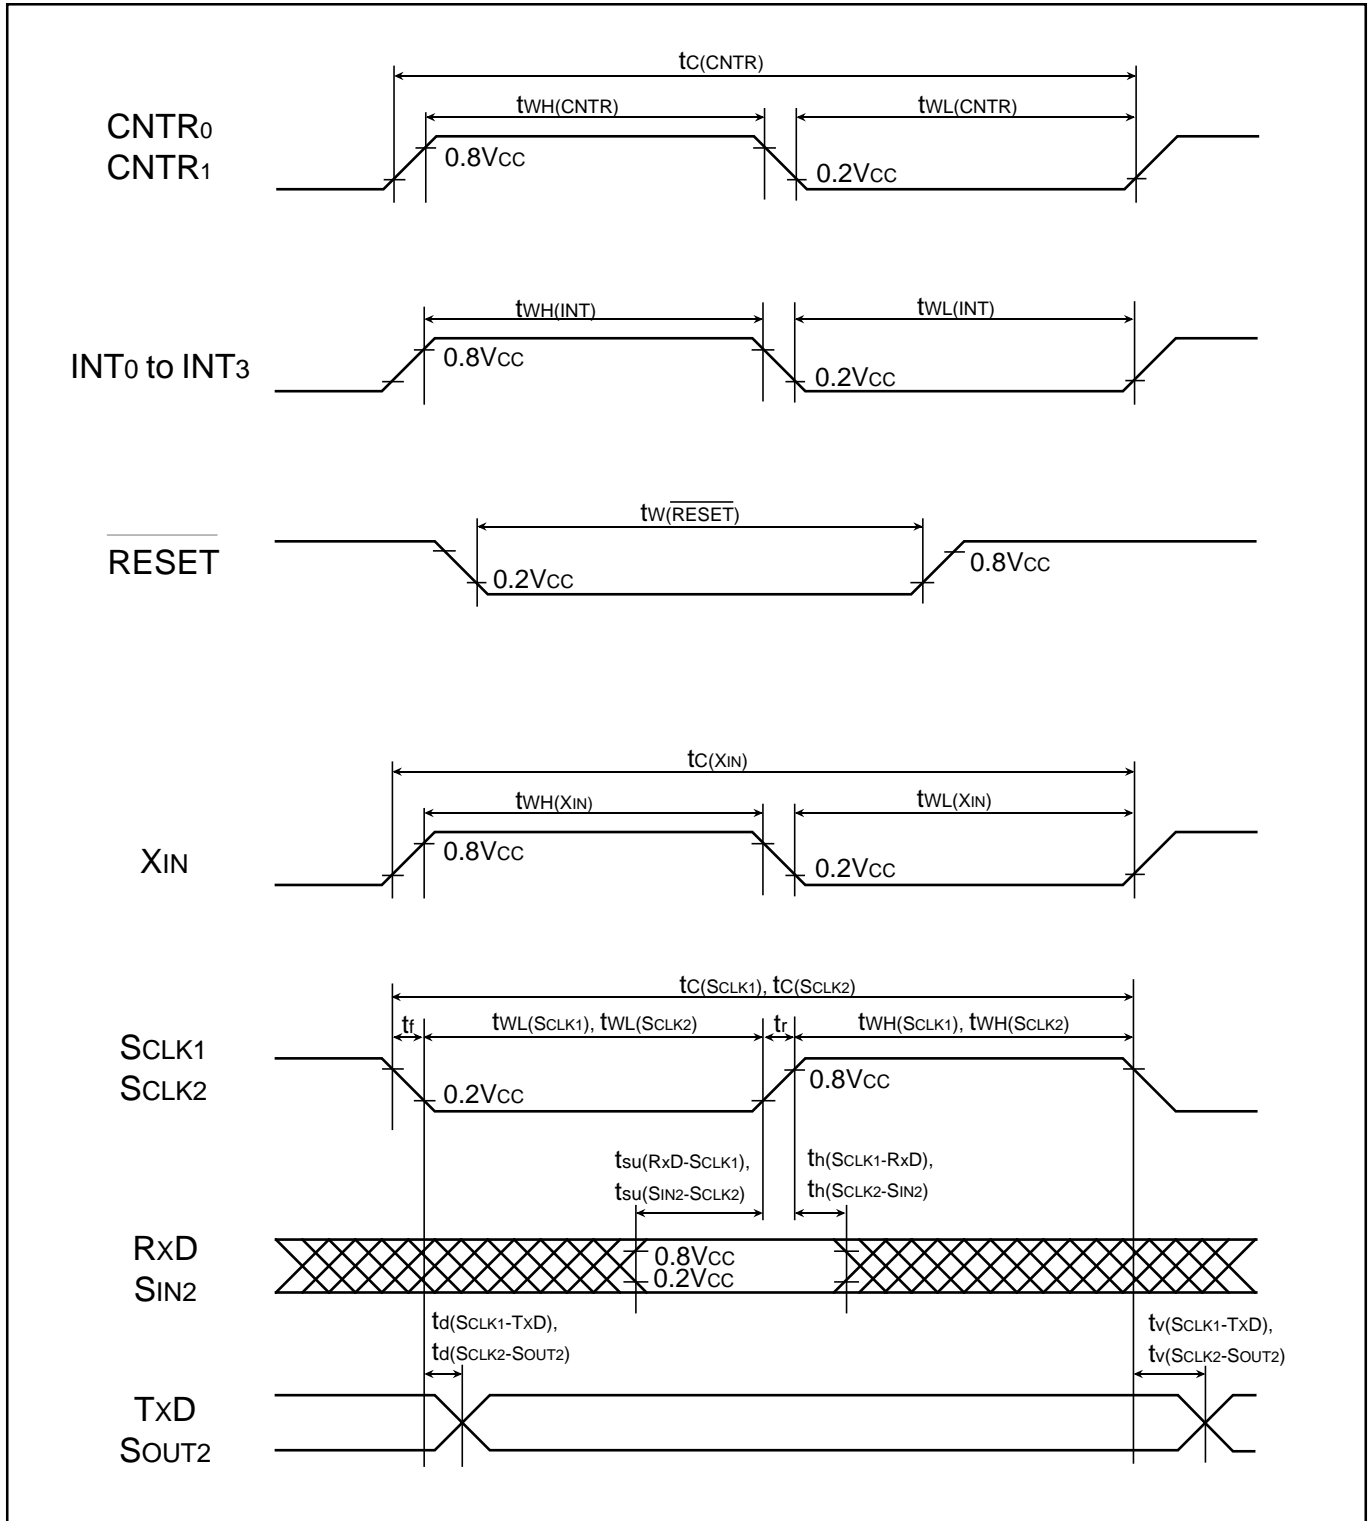 tC(CNTR)
tWH(CNTR) tWL(CNTR)
CNTR0
CNTR1
0.8VCC 0.2VCC
tWH(INT) tWL(INT)
INT0 to INT3
0.8VCC 0.2VCC
tW(RESET)
RESET
0.2VCC 0.8VCC
tC(XIN)
tWH(XIN) tWL(XIN)
XIN
0.8VCC 0.2VCC
tC(SCLK1), tC(SCLK2)
tf tWL(SCLK1), tWL(SCLK2) tr tWH(SCLK1), tWH(SCLK2)
SCLK1
SCLK2
0.2VCC 0.8VCC
tsu(RxD-SCLK1), th(SCLK1-RxD),
tsu(SIN2-SCLK2) th(SCLK2-SIN2)
RXD
SIN2
0.8VCC
0.2VCC
td(SCLK1-TXD), tv(SCLK1-TXD),
td(SCLK2-SOUT2) tv(SCLK2-SOUT2)
TXD
SOUT2